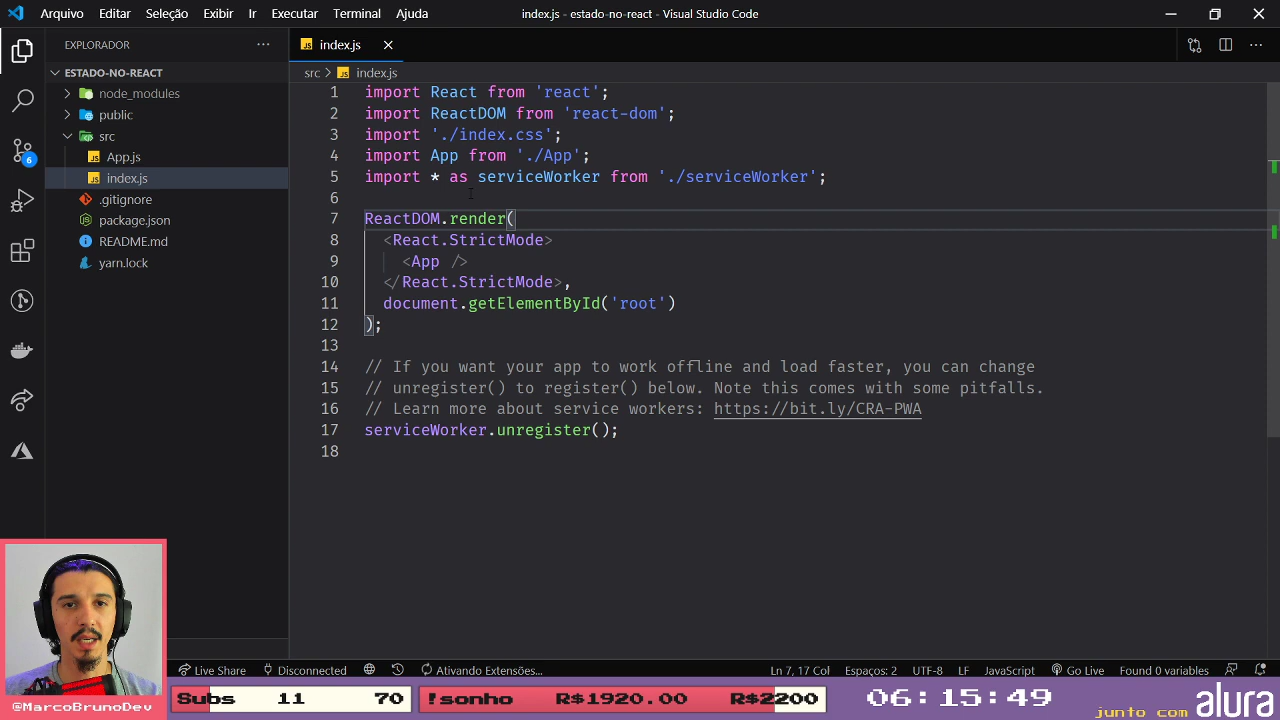 Arquivo Editar Seleção Exibir Ir Executar Terminal Ajuda
index.js - estado-no-react - Visual Studio Code
EXPLORADOR
index.js
ESTADO-NO-REACT
node_modules
public
src
App.js
index.js
.gitignore
package.json
README.md
yarn.lock
6
src > index.js
1 import React from 'react';
2 import ReactDOM from 'react-dom';
3 import './index.css';
4 import App from './App';
5 import * as serviceWorker from './serviceWorker';
6
7 ReactDOM.render(
8 <React.StrictMode>
9 <App />
10 </React.StrictMode>,
11 document.getElementById('root')
12 );
13
14 // If you want your app to work offline and load faster, you can change
15 // unregister() to register() below. Note this comes with some pitfalls.
16 // Learn more about service workers: https://bit.ly/CRA-PWA
17 serviceWorker.unregister();
18
Live Share Disconnected Ativando Extensões... Ln 7, 17 Col Espaços: 2 UTF-8 LF JavaScript Go Live Found 0 variables
@MarcoBrunoDev
Subs 11 70
!sonho R$1920.00 R$2200
06:15:49
junto com alura